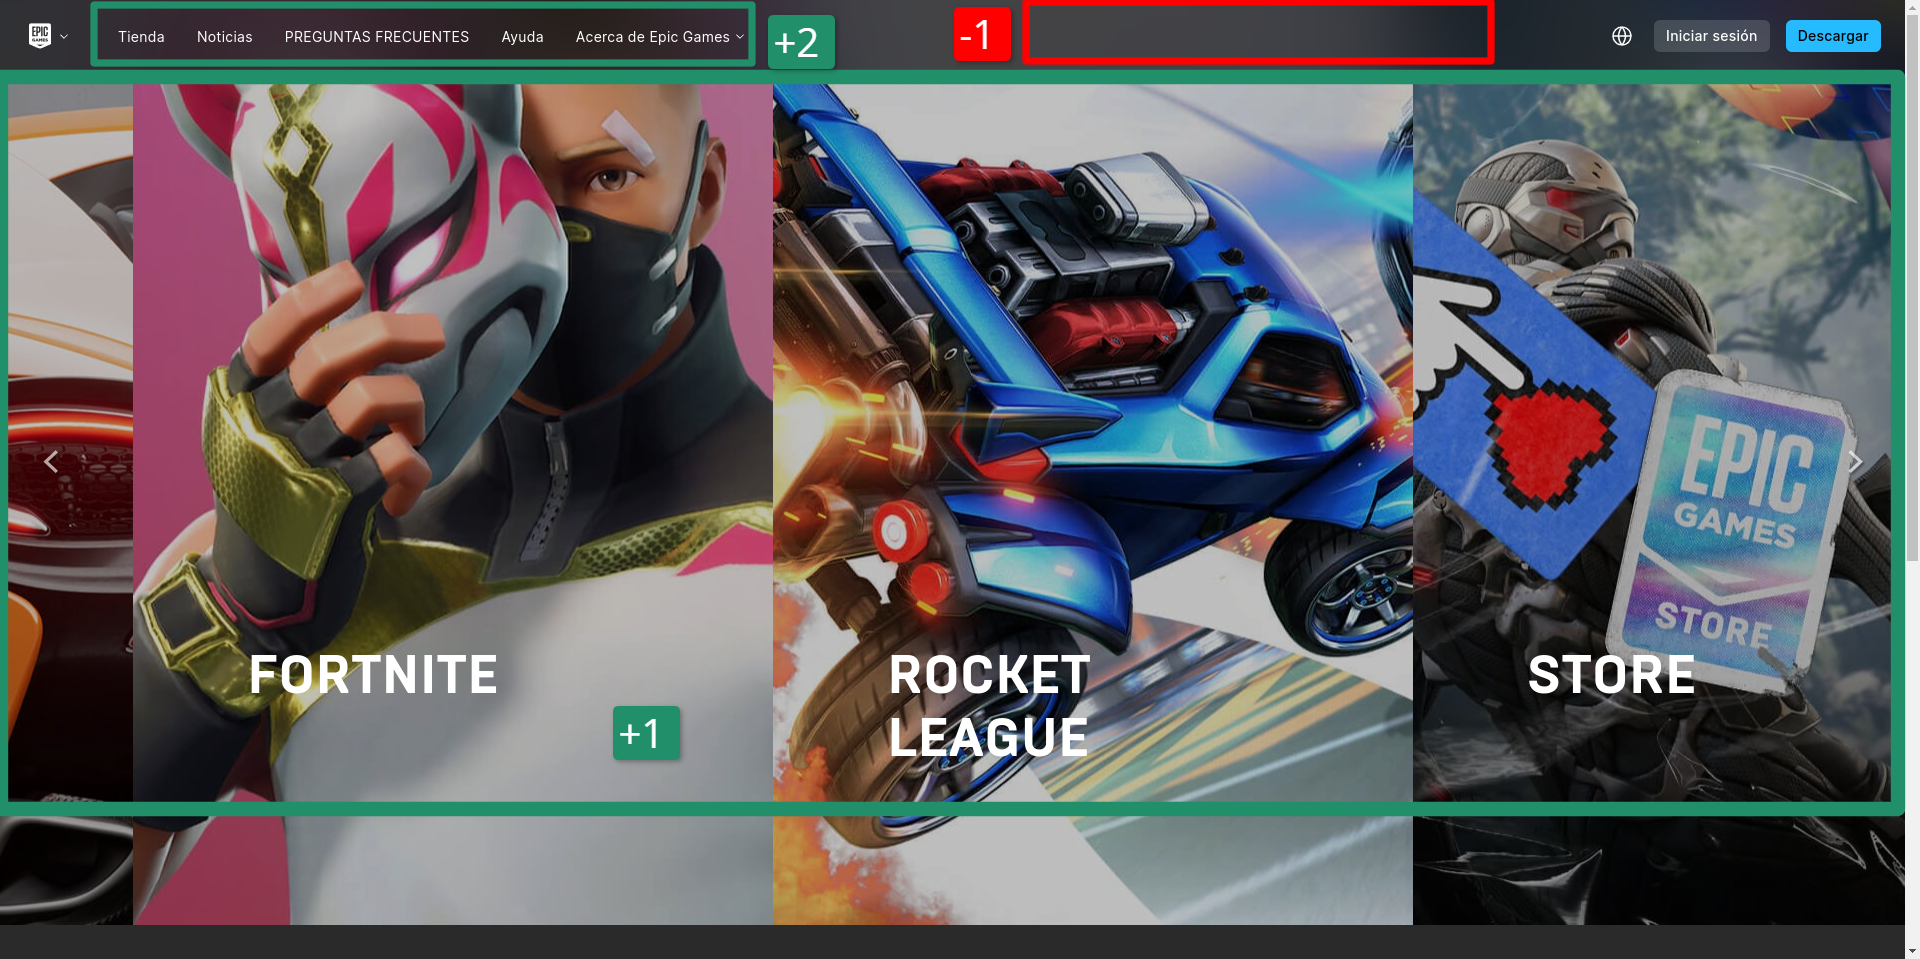 EPIC GAMES
Tienda Noticias PREGUNTAS FRECUENTES Ayuda Acerca de Epic Games
+2
-1
Iniciar sesión Descargar
EPIC
GAMES
STORE
FORTNITE
ROCKET
LEAGUE
STORE
+1